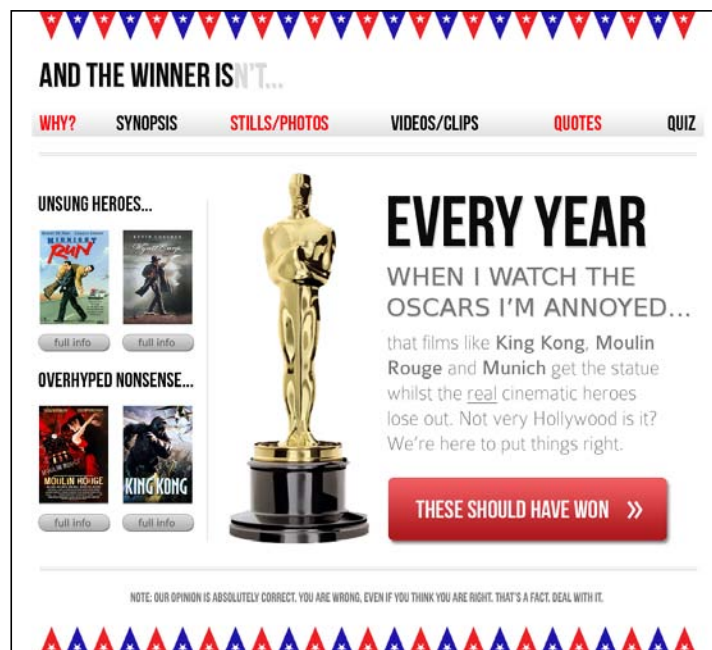 AND THE WINNER ISN'T...
WHY? SYNOPSIS STILLS/PHOTOS VIDEOS/CLIPS QUOTES QUIZ
UNSUNG HEROES...
MIDNIGHT
RUN
KEVIN COSTNER
Wyatt Earp
full info full info
OVERHYPED NONSENSE...
MOULIN ROUGE
KING KONG
full info full info
EVERY YEAR
WHEN I WATCH THE
OSCARS I'M ANNOYED...
that films like King Kong, Moulin
Rouge and Munich get the statue
whilst the real cinematic heroes
lose out. Not very Hollywood is it?
We're here to put things right.
THESE SHOULD HAVE WON »
NOTE: OUR OPINION IS ABSOLUTELY CORRECT. YOU ARE WRONG, EVEN IF YOU THINK YOU ARE RIGHT. THAT'S A FACT. DEAL WITH IT.